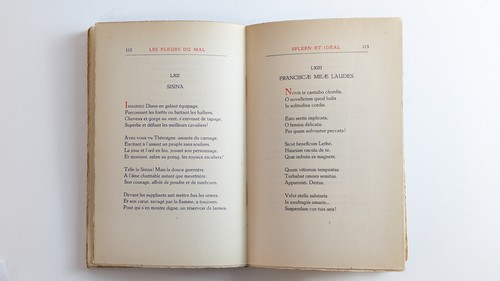 112 LES FLEURS DU MAL
LXII
SISINA
Imaginez Diane en galant équipage,
Parcourant les forêts ou battant les halliers,
Cheveux et gorge au vent, s'enivrant de tapage,
Superbe et défiant les meilleurs cavaliers!
Avez-vous vu Théroigne, amante du carnage,
Excitant à l'assaut un peuple sans souliers,
La joue et l'œil en feu, jouant son personnage,
Et montant, sabre au poing, les royaux escaliers?
Telle la Sisina! Mais la douce guerrière
A l'âme charitable autant que meurtrière;
Son courage, affolé de poudre et de tambours,
Devant les suppliants sait mettre bas les armes,
Et son cœur, ravagé par la flamme, a toujours,
Pour qui s'en montre digne, un réservoir de larmes.
SPLEEN ET IDÉAL 113
LXIII
FRANCISCÆ MEÆ LAUDES
Novis te cantabo chordis,
O novelletum quod ludis
In solitudine cordis.
Esto sertis implicata,
O femina delicata,
Per quam solvuntur peccata!
Sicut beneficum Lethe,
Hauriam oscula de te,
Quæ imbuta es magnete.
Quum vitiorum tempestas
Turbabat omnes semitas,
Apparuisti, Deitas,
Velut stella salutaris
In naufragiis amaris...
Suspendam cor tuis aris!